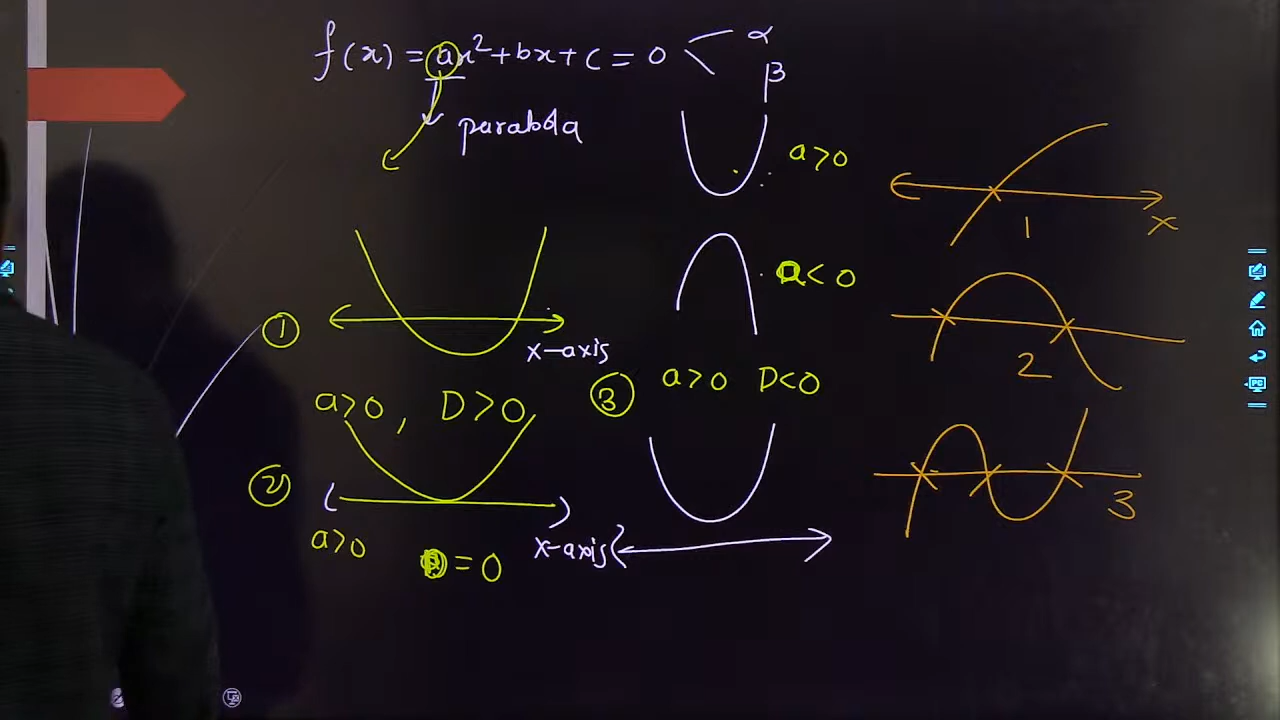 f(x) = ax²+bx+c = 0 < α
β
parabola
a>0
a<0
1
x
① x-axis
a>0, D>0
2
③ a>0 D<0
②
x-axis
a>0 D=0
3